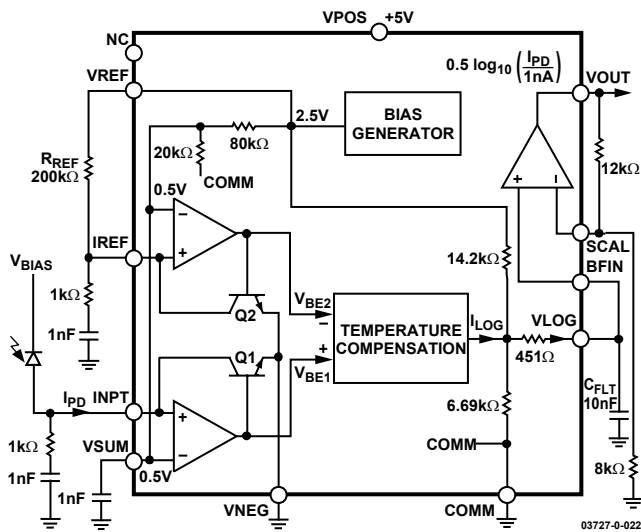 VPOS
+5V
NC
VREF
0.5 log10 (IPD
1nA)
VOUT
2.5V
BIAS
GENERATOR
80kΩ
20kΩ
COMM
RREF
200kΩ
0.5V
12kΩ
IREF
SCAL
BFIN
VBIAS
14.2kΩ
1kΩ
1nF
Q2
VBE2
TEMPERATURE
COMPENSATION
ILOG
VLOG
451Ω
Q1
VBE1
IPD
INPT
CFLT
10nF
6.69kΩ
1kΩ
VSUM
0.5V
COMM
1nF
1nF
8kΩ
VNEG
COMM
03727-0-022
+
−
−
+
+
−
−
+
+
−